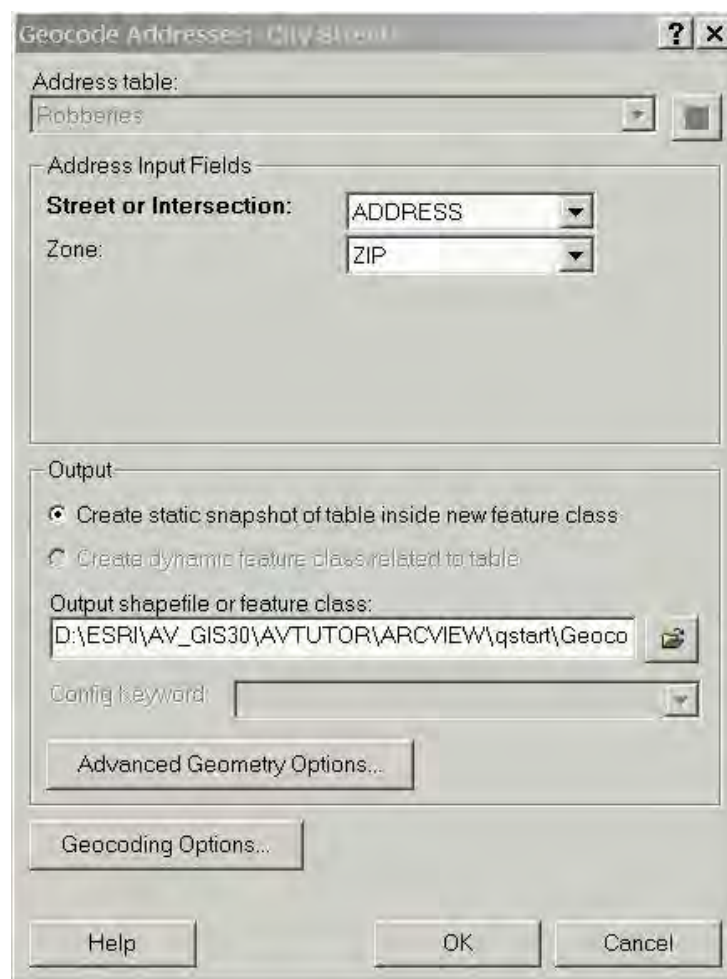 Geocode Addresses: City Street
? ×
Address table:
Robberies
Address Input Fields
Street or Intersection:
ADDRESS
Zone:
ZIP
Output
Create static snapshot of table inside new feature class
Create dynamic feature class related to table
Output shapefile or feature class:
D:\ESRI\AV_GIS30\AVTUTOR\ARCVIEW\qstart\Geoco
Config Keyword:
Advanced Geometry Options...
Geocoding Options...
Help
OK
Cancel